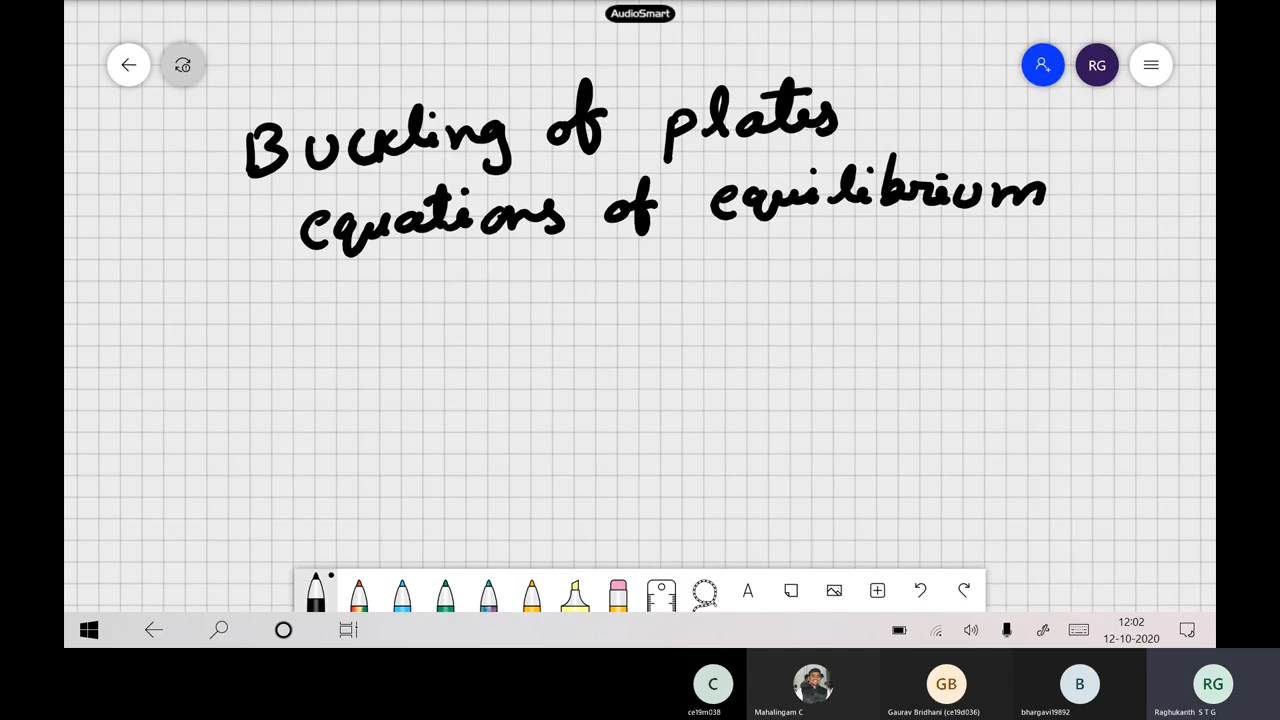 AudioSmart
RG
Buckling of plates
equations of equilibrium
A
12:02
12-10-2020
C
GB
B
RG
ce19m038
Mahalingam C
Gaurav Bridhani (ce19d036)
bhargavi19892
Raghukanth S T G